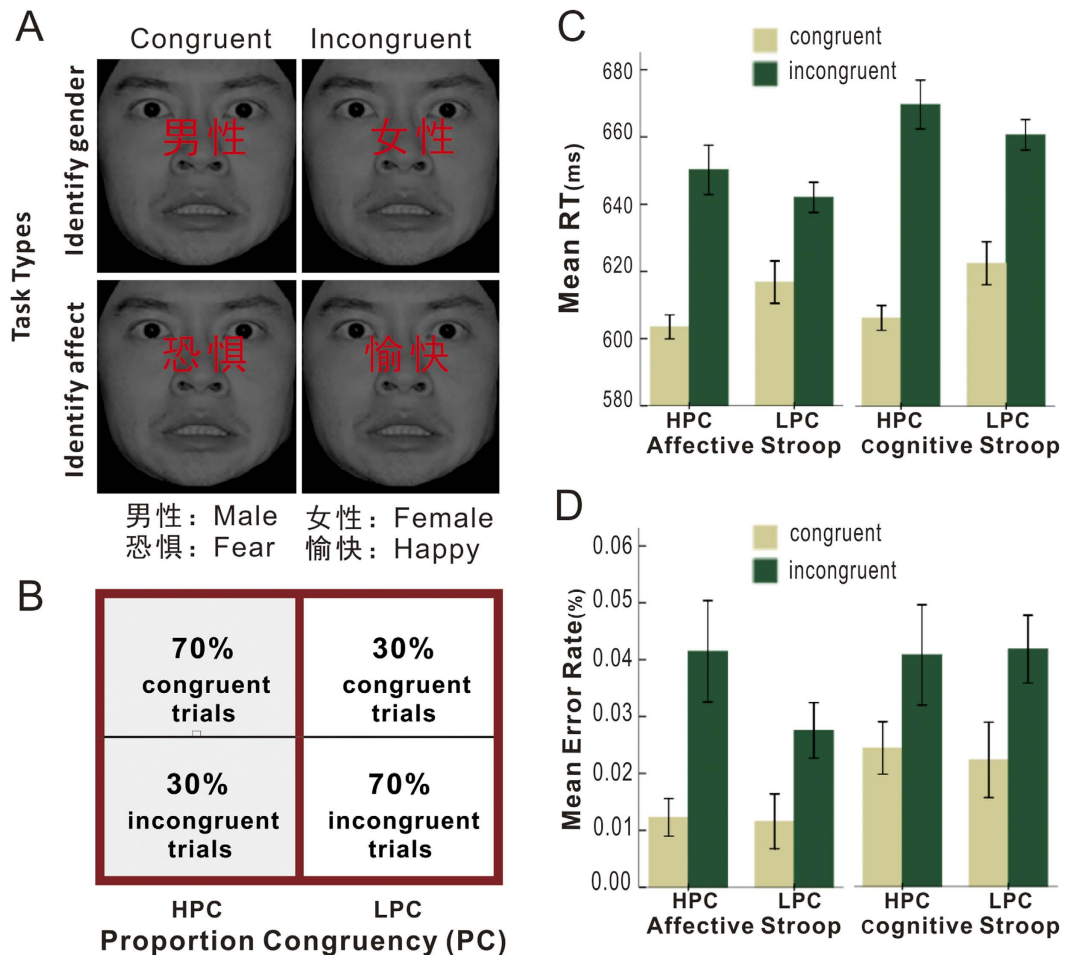 A
Congruent
Incongruent
Task Types
Identify gender
男性
女性
Identify affect
恐惧
愉快
男性： Male
女性： Female
恐惧： Fear
愉快： Happy
B
70%
congruent
trials
30%
congruent
trials
30%
incongruent
trials
70%
incongruent
trials
HPC
LPC
Proportion Congruency (PC)
C
congruent
incongruent
Mean RT(ms)
680
660
640
620
600
580
HPC
LPC
HPC
LPC
Affective Stroop
Cognitive Stroop
D
congruent
incongruent
Mean Error Rate(%)
0.06
0.05
0.04
0.03
0.02
0.01
0.00
HPC
LPC
HPC
LPC
Affective Stroop
Cognitive Stroop